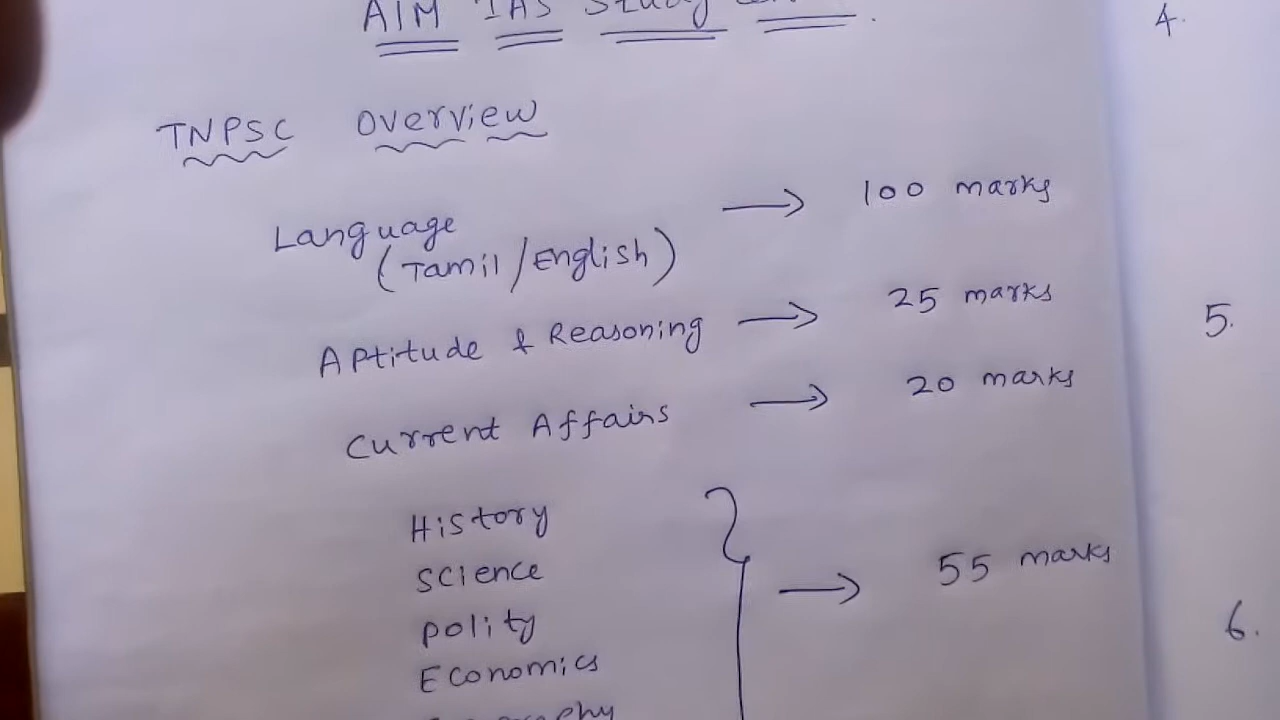 AIM IAS Study
4.
TNPSC Overview
Language → 100 marks
(Tamil/English)
Aptitude & Reasoning → 25 marks
5.
Current Affairs → 20 marks
History
Science
polity
Economics
} → 55 marks
6.